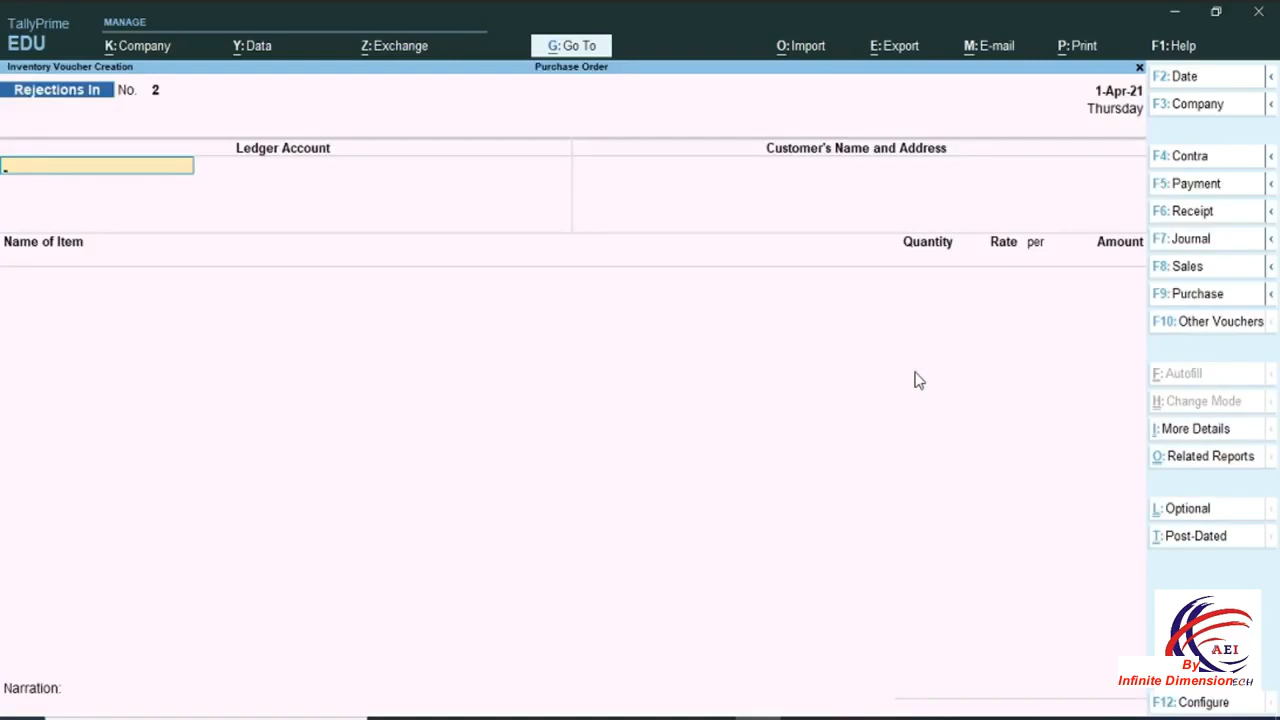 TallyPrime
EDU
MANAGE
K: Company
Y: Data
Z: Exchange
G: Go To
O: Import
E: Export
M: E-mail
P: Print
F1: Help
Inventory Voucher Creation
Purchase Order
x
Rejections In No. 2
1-Apr-21
Thursday
Ledger Account
Customer's Name and Address
Name of Item
Quantity
Rate per
Amount
Narration:
F2: Date
F3: Company
F4: Contra
F5: Payment
F6: Receipt
F7: Journal
F8: Sales
F9: Purchase
F10: Other Vouchers
F: Autofill
H: Change Mode
I: More Details
O: Related Reports
L: Optional
T: Post-Dated
AEI
By
Infinite Dimension
F12: Configure